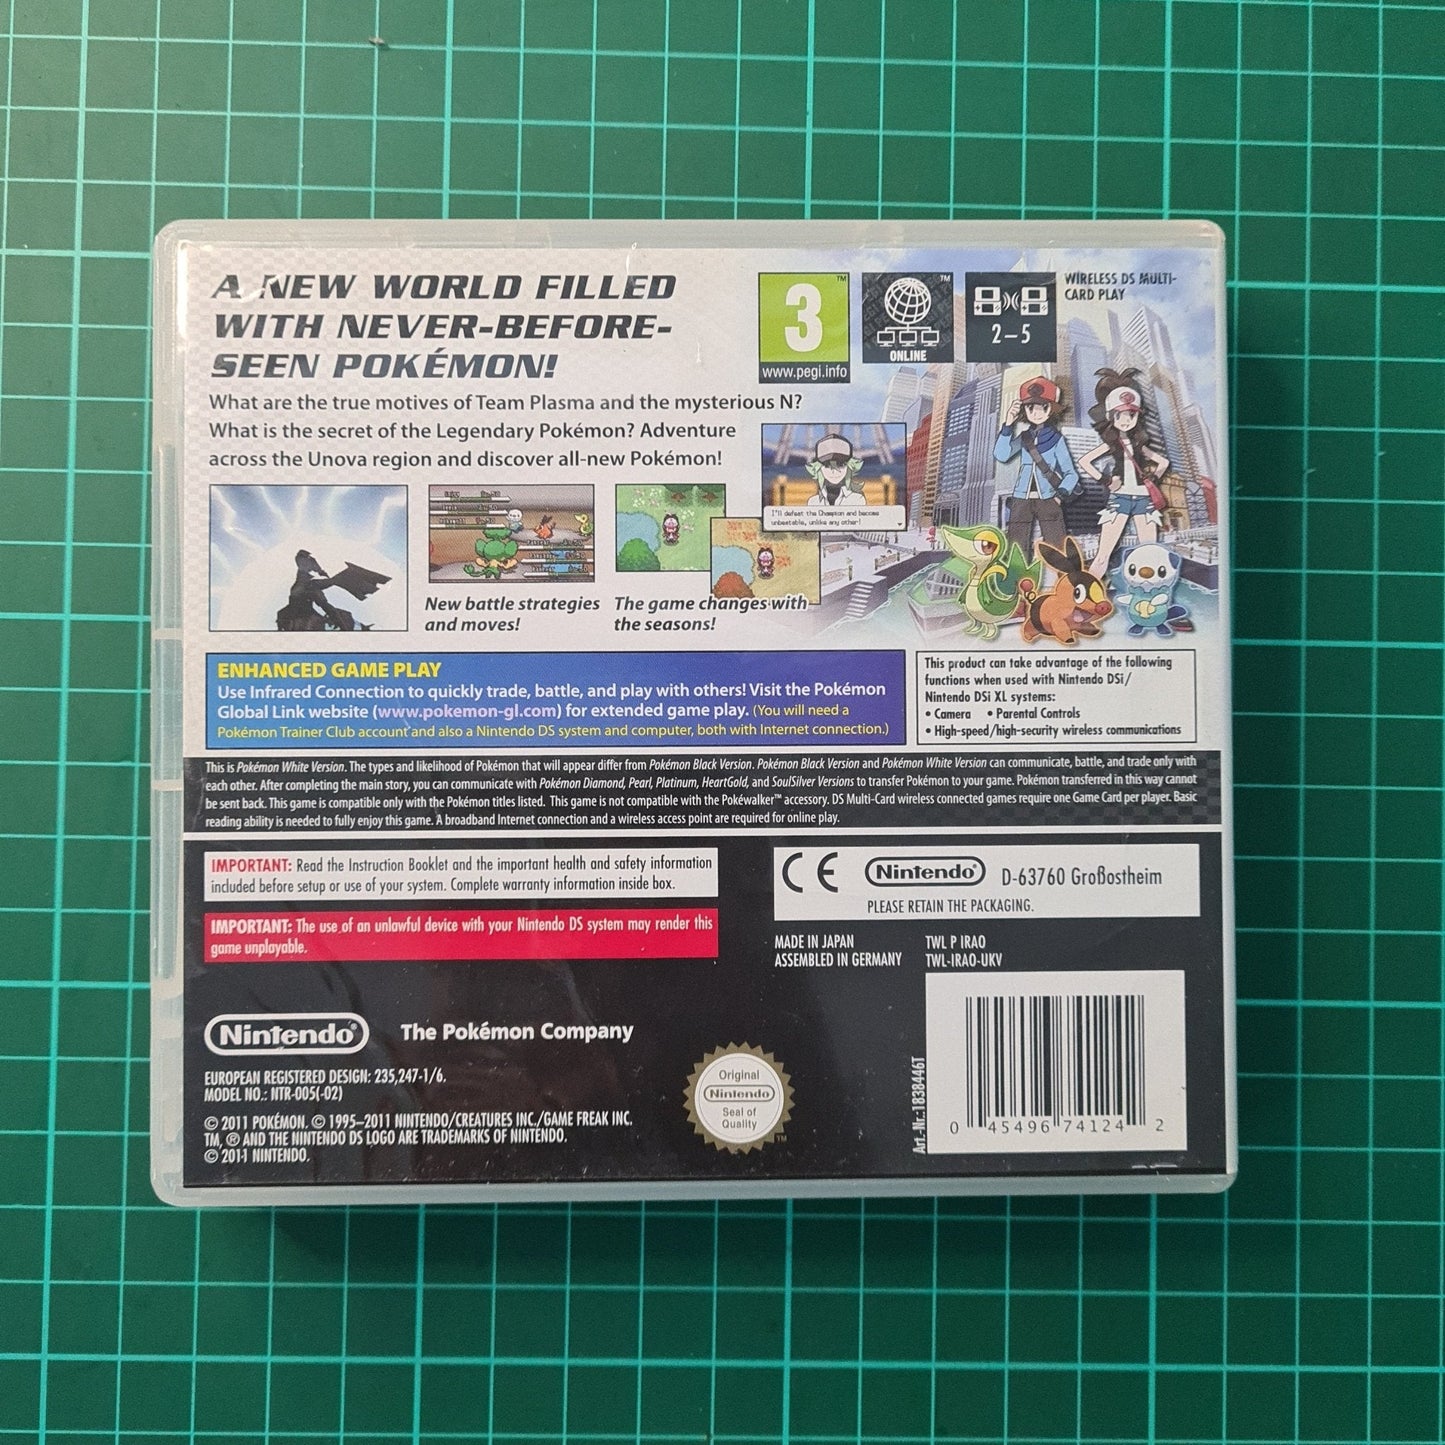 A NEW WORLD FILLED
WITH NEVER-BEFORE-
SEEN POKÉMON!
What are the true motives of Team Plasma and the mysterious N?
What is the secret of the Legendary Pokémon? Adventure
across the Unova region and discover all-new Pokémon!
3
www.pegi.info
TM
ONLINE
2–5
WIRELESS DS MULTI-
CARD PLAY
I'll defeat the Champion and become
unbeatable, unlike any other!
New battle strategies
and moves!
The game changes with
the seasons!
ENHANCED GAME PLAY
Use Infrared Connection to quickly trade, battle, and play with others! Visit the Pokémon
Global Link website (www.pokemon-gl.com) for extended game play. (You will need a
Pokémon Trainer Club account and also a Nintendo DS system and computer, both with Internet connection.)
This product can take advantage of the following
functions when used with Nintendo DSi/
Nintendo DSi XL systems:
• Camera • Parental Controls
• High-speed/high-security wireless communications
This is Pokémon White Version. The types and likelihood of Pokémon that will appear differ from Pokémon Black Version. Pokémon Black Version and Pokémon White Version can communicate, battle, and trade only with
each other. After completing the main story, you can communicate with Pokémon Diamond, Pearl, Platinum, HeartGold, and SoulSilver Versions to transfer Pokémon to your game. Pokémon transferred in this way cannot
be sent back. This game is compatible only with the Pokémon titles listed. This game is not compatible with the Pokéwalker™ accessory. DS Multi-Card wireless connected games require one Game Card per player. Basic
reading ability is needed to fully enjoy this game. A broadband Internet connection and a wireless access point are required for online play.
IMPORTANT: Read the Instruction Booklet and the important health and safety information
included before setup or use of your system. Complete warranty information inside box.
IMPORTANT: The use of an unlawful device with your Nintendo DS system may render this
game unplayable.
CE Nintendo® D-63760 Großostheim
PLEASE RETAIN THE PACKAGING.
MADE IN JAPAN
ASSEMBLED IN GERMANY
TWL P IRAO
TWL-IRAO-UKV
Nintendo®
The Pokémon Company
EUROPEAN REGISTERED DESIGN: 235,247-1/6.
MODEL NO.: NTR-005(-02)
© 2011 POKÉMON. © 1995–2011 NINTENDO/CREATURES INC./GAME FREAK INC.
TM, ® AND THE NINTENDO DS LOGO ARE TRADEMARKS OF NINTENDO.
© 2011 NINTENDO.
Original
Nintendo
Seal of
Quality
TM
Art.-Nr.:1838446T
0 45496 74124 2